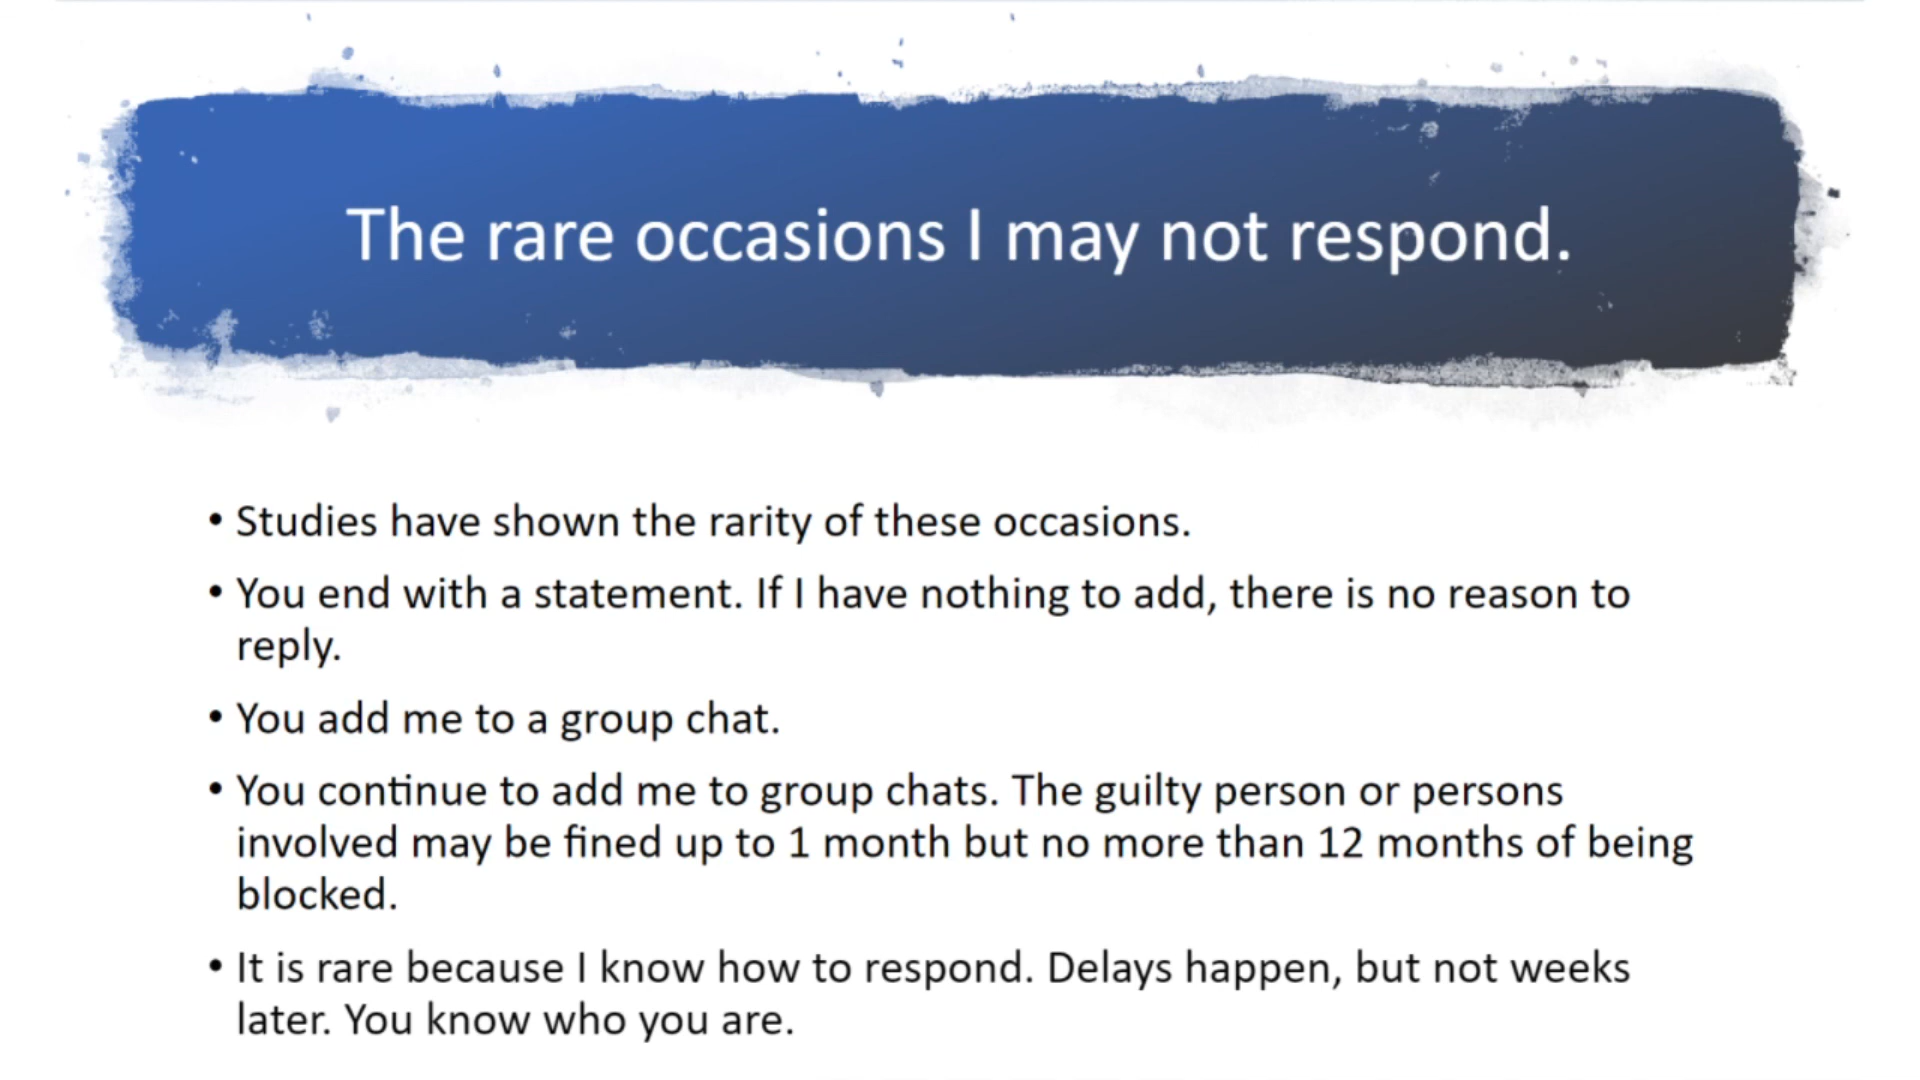 The rare occasions I may not respond.
• Studies have shown the rarity of these occasions.
• You end with a statement. If I have nothing to add, there is no reason to
reply.
• You add me to a group chat.
• You continue to add me to group chats. The guilty person or persons
involved may be fined up to 1 month but no more than 12 months of being
blocked.
• It is rare because I know how to respond. Delays happen, but not weeks
later. You know who you are.